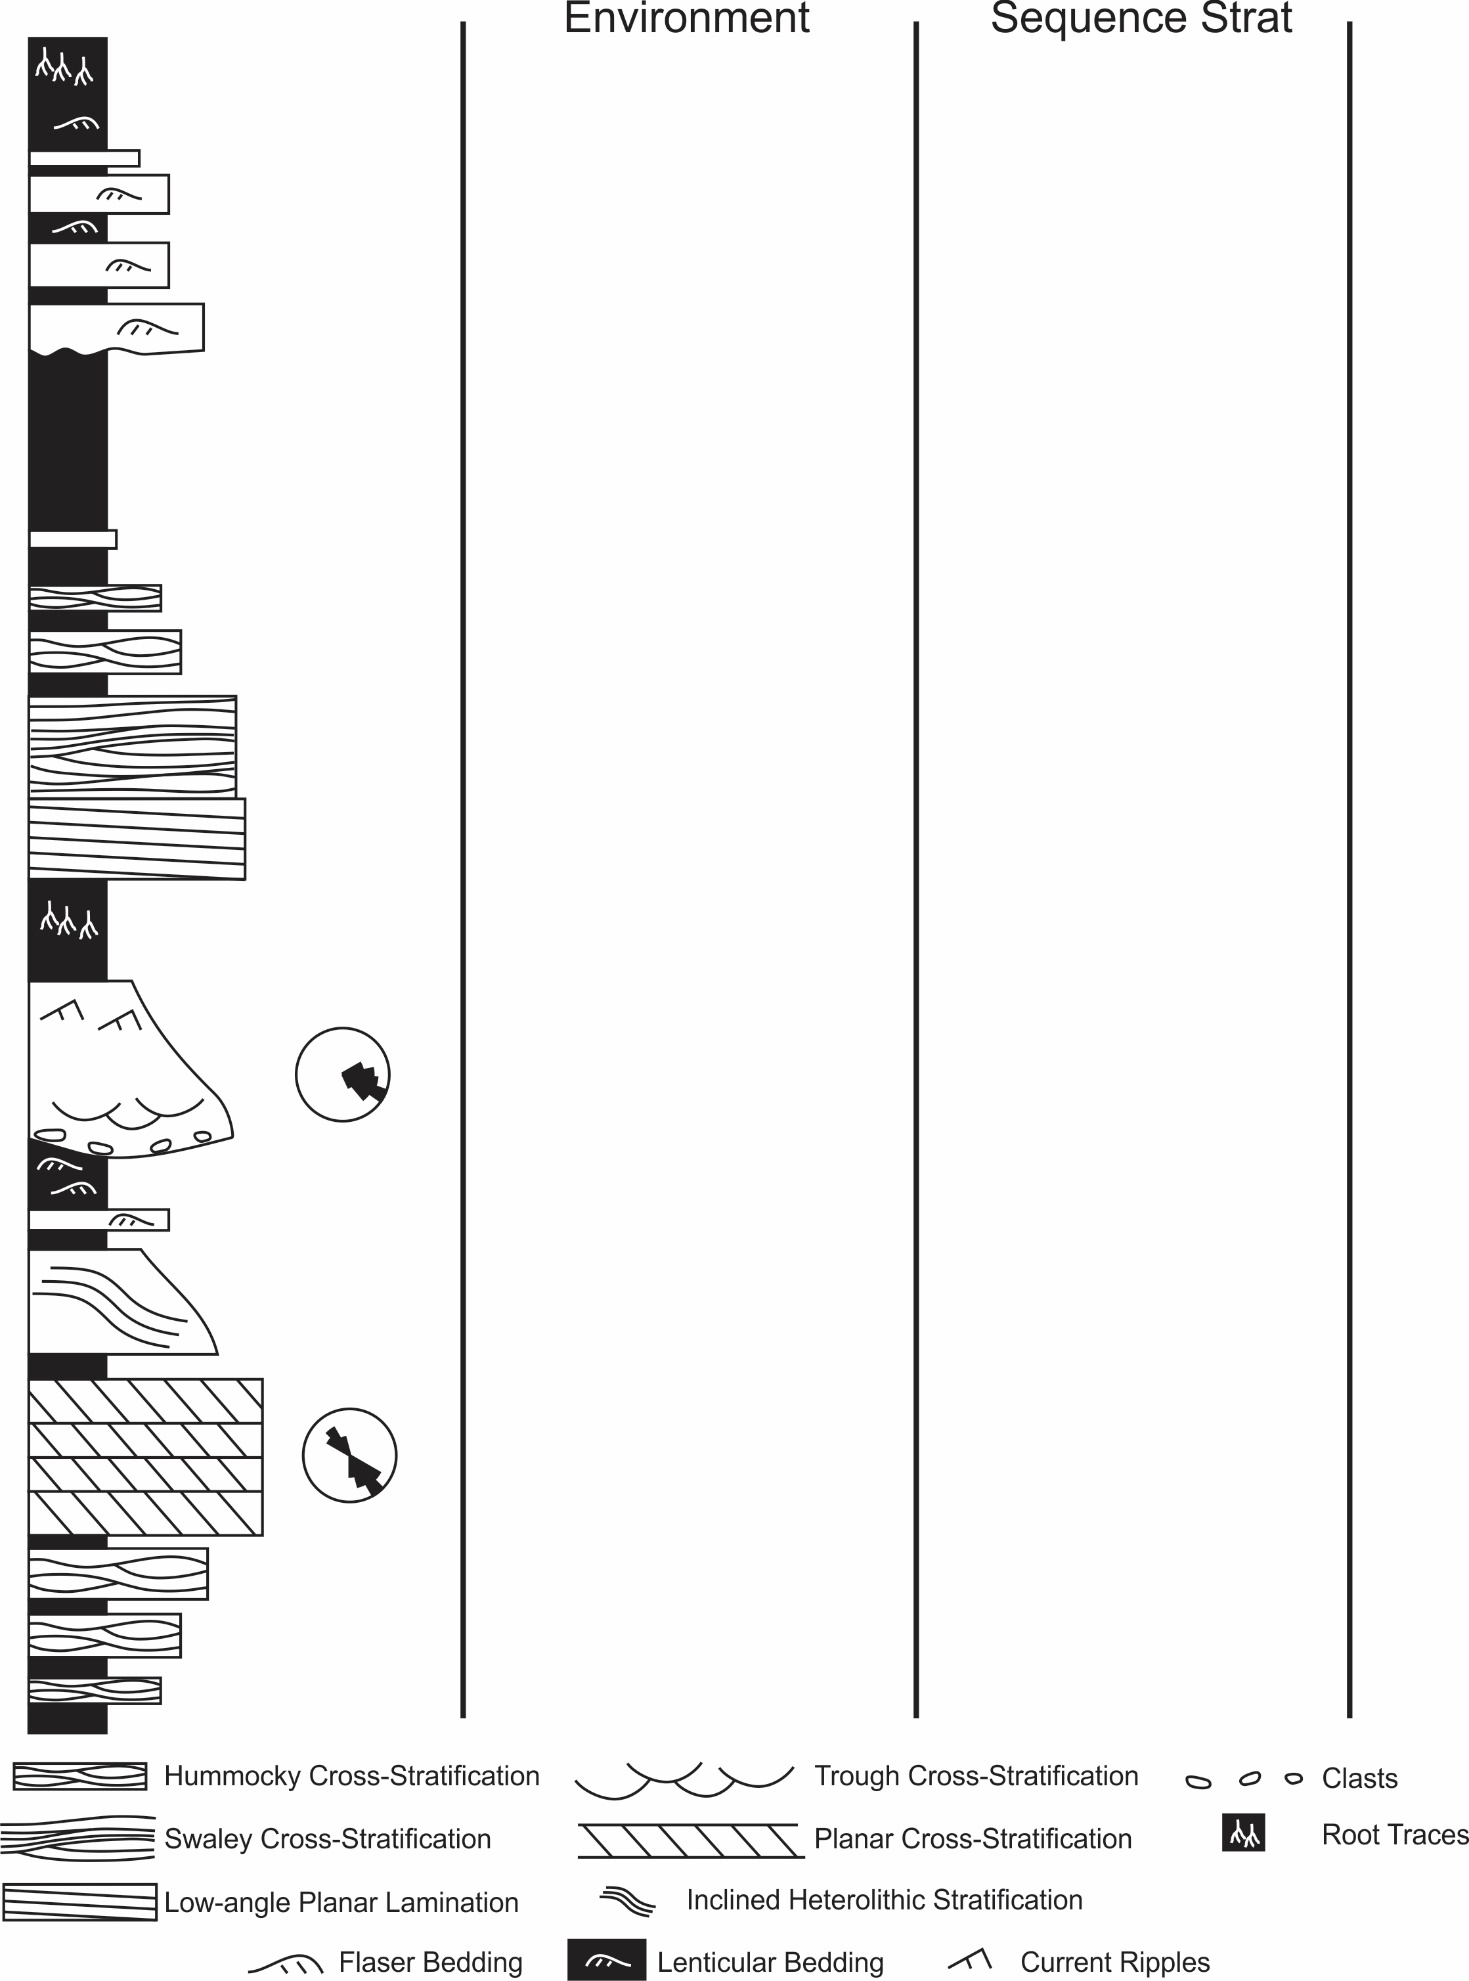 Environment
Sequence Strat
Hummocky Cross-Stratification
Trough Cross-Stratification
Clasts
Swaley Cross-Stratification
Planar Cross-Stratification
Root Traces
Low-angle Planar Lamination
Inclined Heterolithic Stratification
Flaser Bedding
Lenticular Bedding
Current Ripples